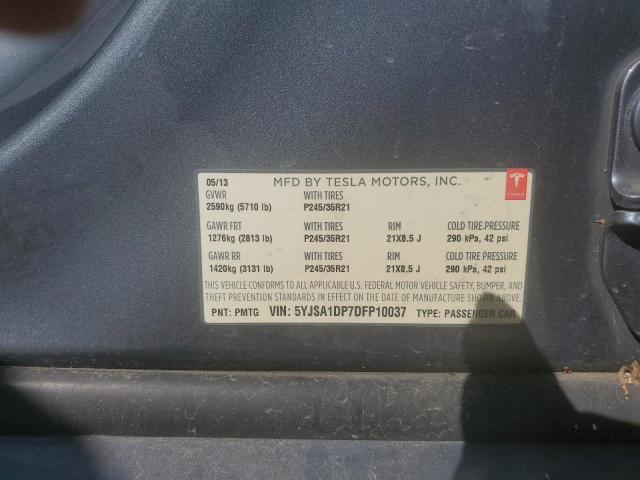 05/13 MFD BY TESLA MOTORS, INC.
GVWR WITH TIRES
2590kg (5710 lb) P245/35R21
GAWR FRT WITH TIRES RIM COLD TIRE PRESSURE
1276kg (2813 lb) P245/35R21 21X8.5 J 290 kPa, 42 psi
GAWR RR WITH TIRES RIM COLD TIRE PRESSURE
1420kg (3131 lb) P245/35R21 21X8.5 J 290 kPa, 42 psi
THIS VEHICLE CONFORMS TO ALL APPLICABLE U.S. FEDERAL MOTOR VEHICLE SAFETY, BUMPER, AND
THEFT PREVENTION STANDARDS IN EFFECT ON THE DATE OF MANUFACTURE SHOWN ABOVE.
PNT: PMTG VIN: 5YJSA1DP7DFP10037 TYPE: PASSENGER CAR
TESLA